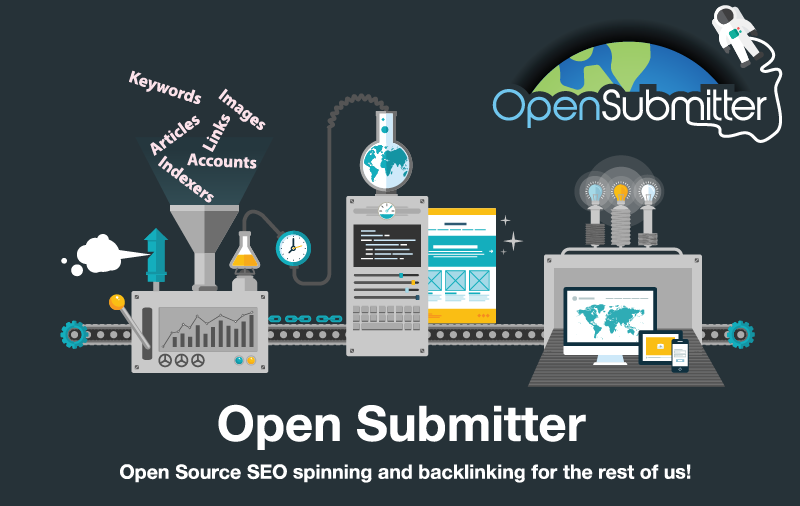 OpenSubmitter
Keywords
Images
Articles
Links
Accounts
Indexers
Open Submitter
Open Source SEO spinning and backlinking for the rest of us!